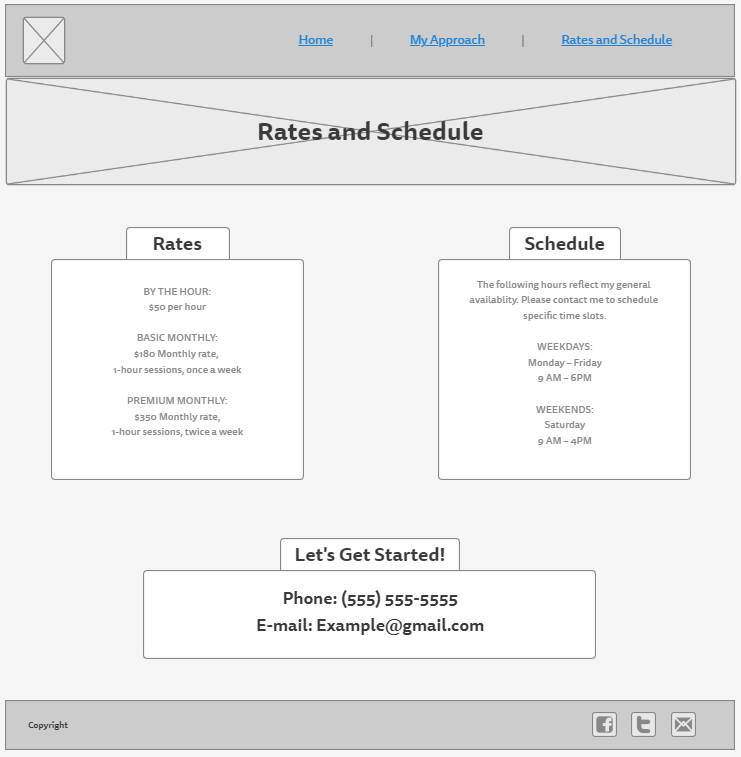 Home | My Approach | Rates and Schedule
Rates and Schedule
Rates
BY THE HOUR:
$50 per hour
BASIC MONTHLY:
$180 Monthly rate,
1-hour sessions, once a week
PREMIUM MONTHLY:
$350 Monthly rate,
1-hour sessions, twice a week
Schedule
The following hours reflect my general
availablity. Please contact me to schedule
specific time slots.
WEEKDAYS:
Monday – Friday
9 AM – 6PM
WEEKENDS:
Saturday
9 AM – 4PM
Let's Get Started!
Phone: (555) 555-5555
E-mail: Example@gmail.com
Copyright